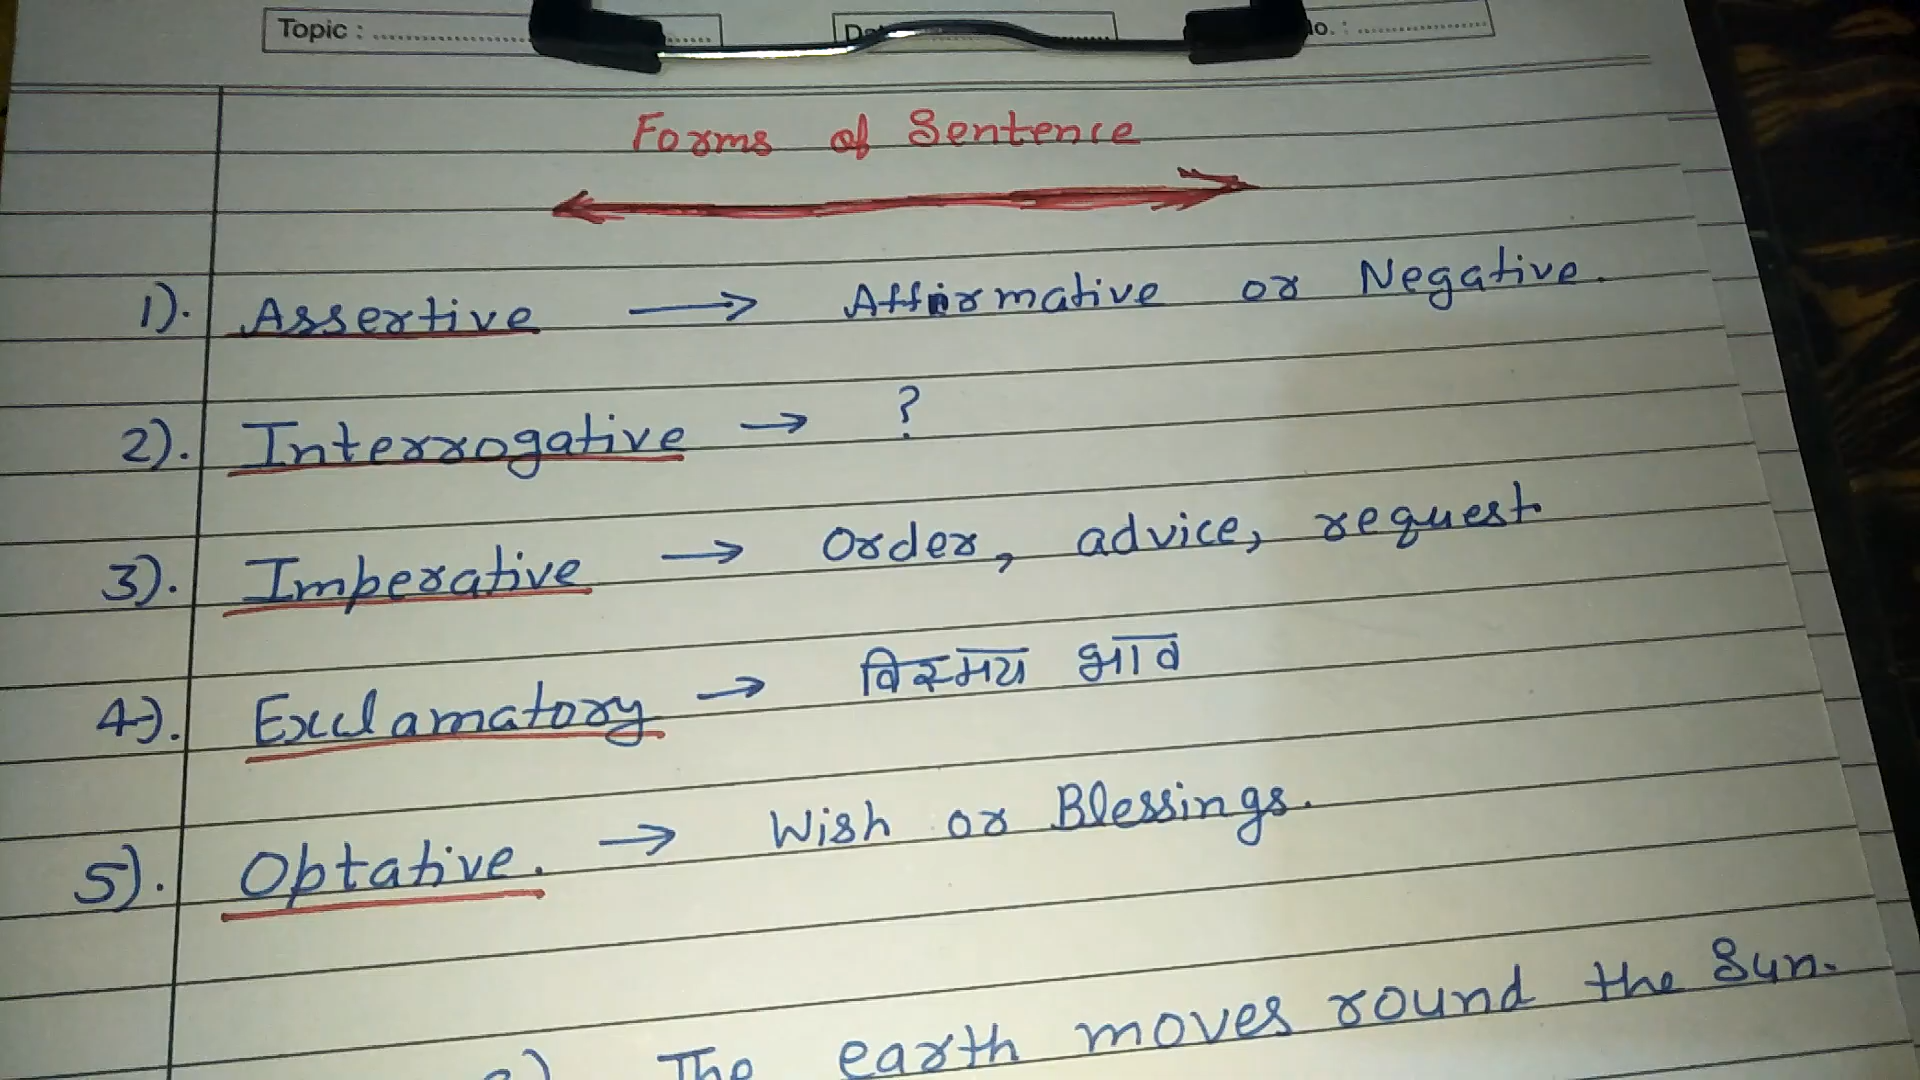 Topic :
o. :
Forms of Sentence
1). Assertive → Affirmative or Negative.
2). Interrogative → ?
3). Imperative → Order, advice, request.
4). Exclamatory → विस्मय भाव
5). Optative. → Wish or Blessings.
The earth moves round the Sun.